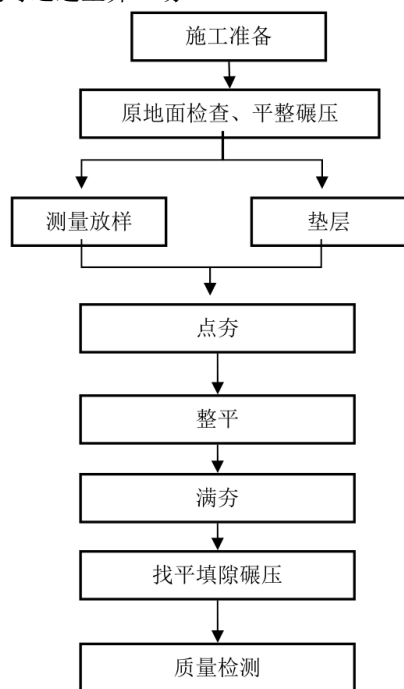 施工准备
原地面检查、平整碾压
测量放样
垫层
点夯
整平
满夯
找平填隙碾压
质量检测